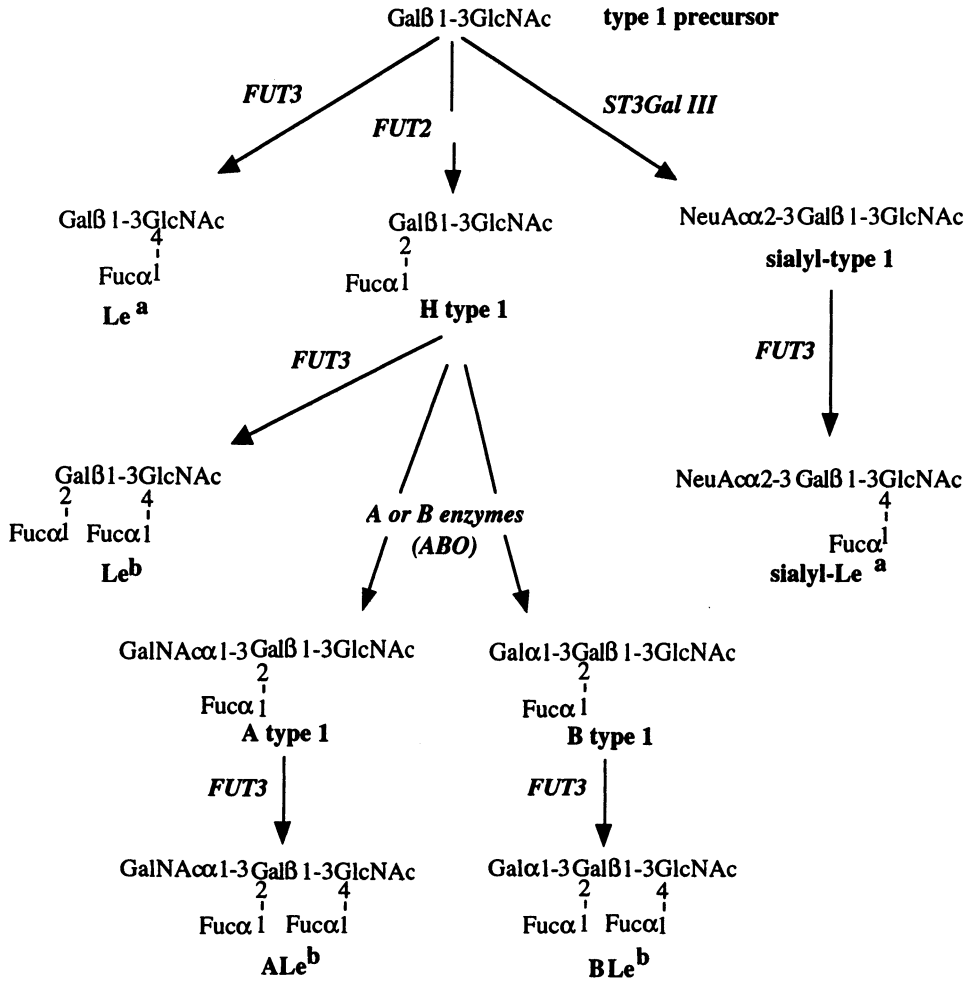 Galβ1-3GlcNAc type 1 precursor
FUT3
FUT2
ST3Gal III
Galβ1-3GlcNAc
4
Fucα1
Le a
Galβ1-3GlcNAc
2
Fucα1
H type 1
NeuAcα2-3Galβ1-3GlcNAc
sialyl-type 1
FUT3
FUT3
Galβ1-3GlcNAc
2 4
Fucα1 Fucα1
Le b
A or B enzymes
(ABO)
NeuAcα2-3 Galβ1-3GlcNAc
4
Fucα1
sialyl-Le a
GalNAcα1-3Galβ1-3GlcNAc
2
Fucα1
A type 1
Galα1-3Galβ1-3GlcNAc
2
Fucα1
B type 1
FUT3
FUT3
GalNAcα1-3Galβ1-3GlcNAc
2 4
Fucα1 Fucα1
ALe b
Galα1-3Galβ1-3GlcNAc
2 4
Fucα1 Fucα1
BLe b